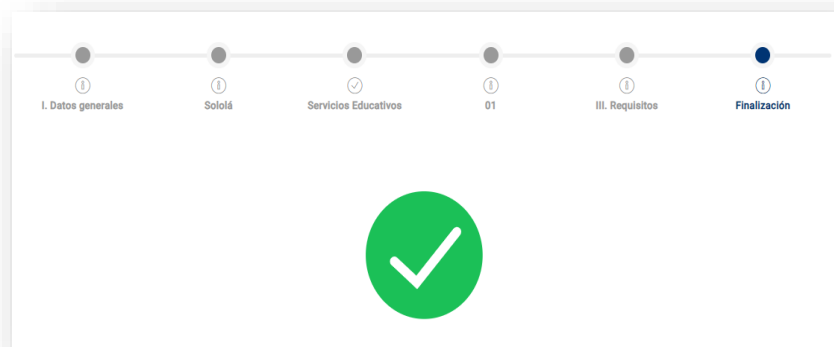 I. Datos generales
Sololá
Servicios Educativos
01
III. Requisitos
Finalización